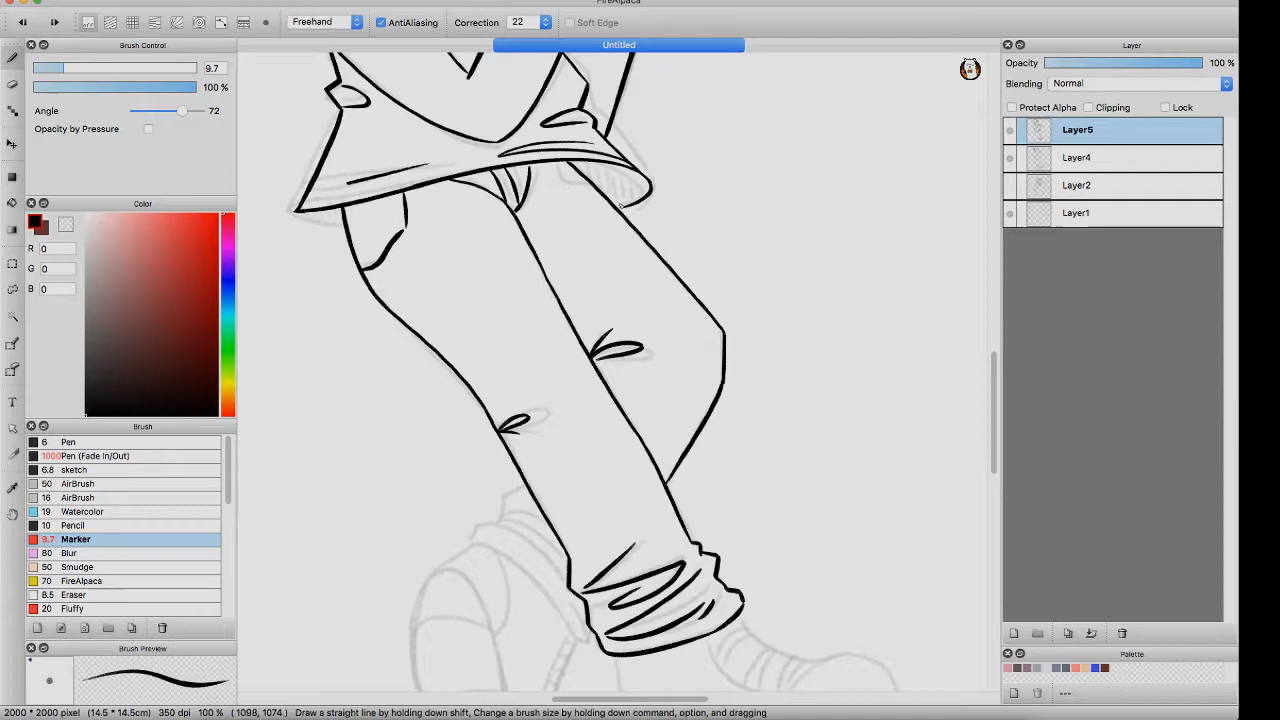 FireAlpaca
off
Freehand
AntiAliasing
Correction
22
Soft Edge
Brush Control
Untitled
Layer
9.7
100 %
Angle
72
Opacity by Pressure
Opacity
100 %
Blending
Normal
Protect Alpha
Clipping
Lock
Layer5
Layer4
Layer2
Layer1
Color
R
0
G
0
B
0
Brush
6 Pen
1000 Pen (Fade In/Out)
6.8 sketch
50 AirBrush
16 AirBrush
19 Watercolor
10 Pencil
9.7 Marker
80 Blur
50 Smudge
70 FireAlpaca
8.5 Eraser
20 Fluffy
Brush Preview
Palette
---
2000 * 2000 pixel (14.5 * 14.5cm) 350 dpi 100 % (1098, 1074) Draw a straight line by holding down shift, Change a brush size by holding down command, option, and dragging